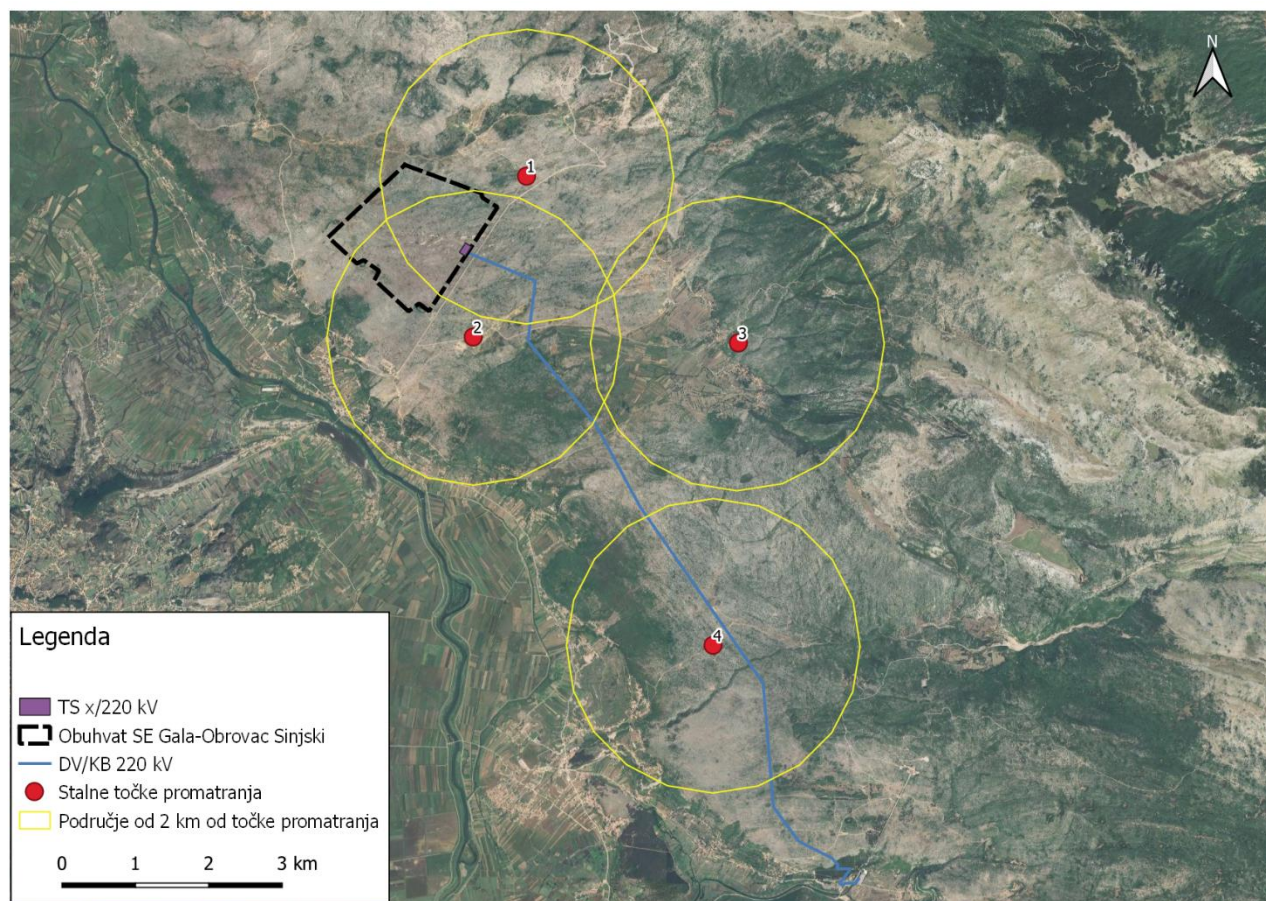 N
1
2
3
4
Legenda
TS x/220 kV
Obuhvat SE Gala-Obrovac Sinjski
DV/KB 220 kV
Stalne točke promatranja
Područje od 2 km od točke promatranja
0 1 2 3 km